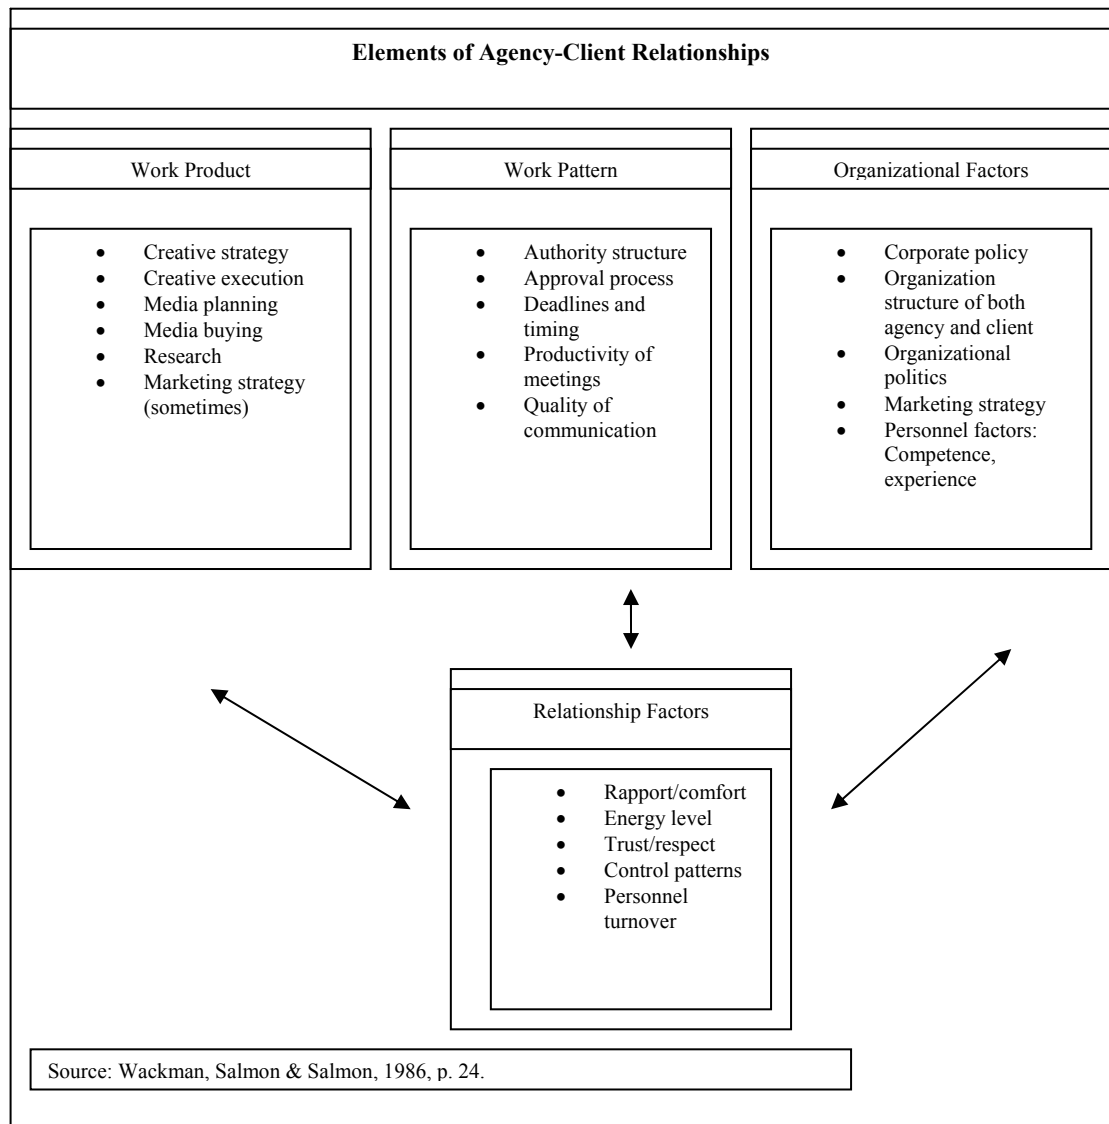 Elements of Agency-Client Relationships
Work Product
• Creative strategy
• Creative execution
• Media planning
• Media buying
• Research
• Marketing strategy
(sometimes)
Work Pattern
• Authority structure
• Approval process
• Deadlines and
timing
• Productivity of
meetings
• Quality of
communication
Organizational Factors
• Corporate policy
• Organization
structure of both
agency and client
• Organizational
politics
• Marketing strategy
• Personnel factors:
Competence,
experience
Relationship Factors
• Rapport/comfort
• Energy level
• Trust/respect
• Control patterns
• Personnel
turnover
Source: Wackman, Salmon & Salmon, 1986, p. 24.